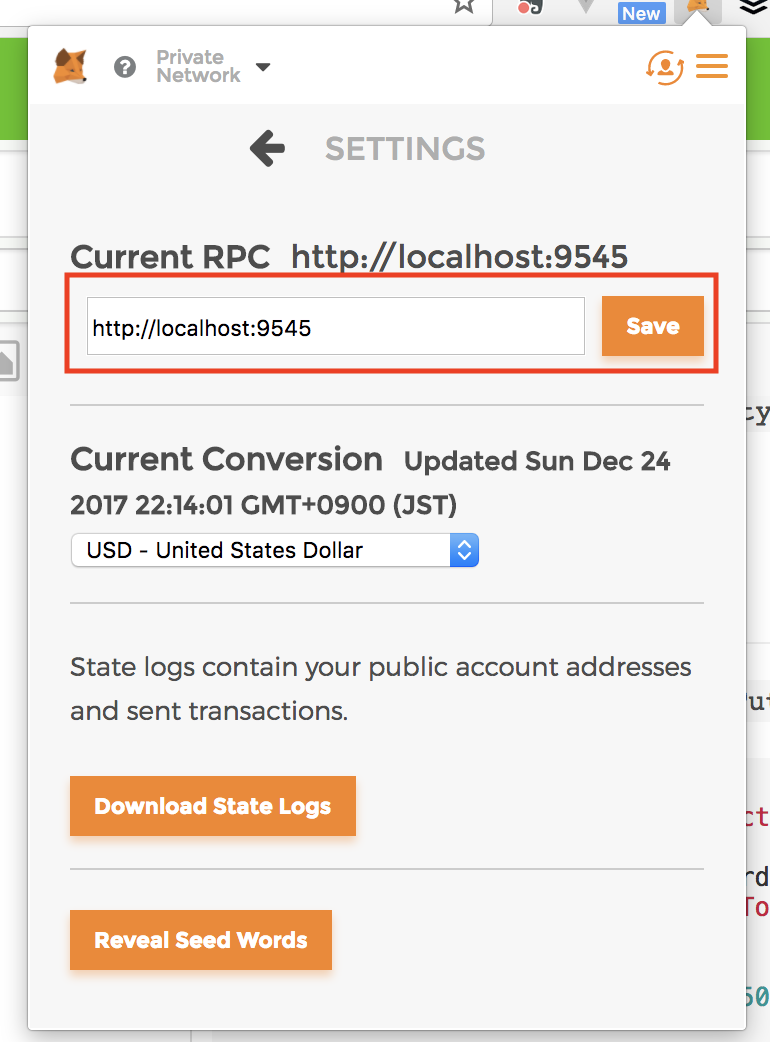 New
Private
Network
SETTINGS
Current RPC http://localhost:9545
http://localhost:9545
Save
Current Conversion Updated Sun Dec 24
2017 22:14:01 GMT+0900 (JST)
USD - United States Dollar
State logs contain your public account addresses
and sent transactions.
Download State Logs
Reveal Seed Words